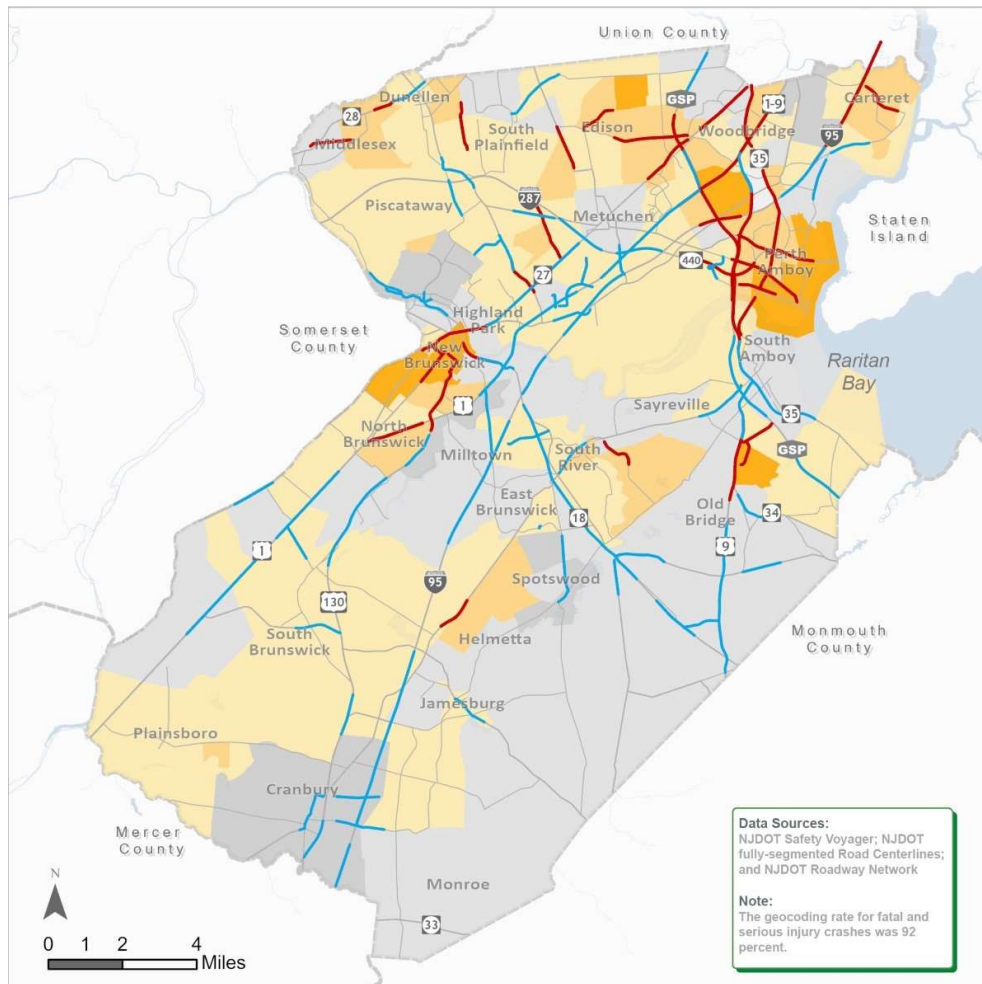 Union County
Dunellen
GSP
1-9
Carteret
28
Middlesex
South
Plainfield
Edison
Woodbridge
95
35
Piscataway
287
Metuchen
Staten
Island
440
Perth
Amboy
27
Highland
Park
Somerset
County
New
Brunswick
South
Amboy
Raritan
Bay
1
Sayreville
35
North
Brunswick
Milltown
South
River
GSP
East
Brunswick
18
Old
Bridge
34
9
1
95
Spotswood
130
South
Brunswick
Helmetta
Monmouth
County
Jamesburg
Plainsboro
Cranbury
Mercer
County
Monroe
33
N
0 1 2 4
Miles
Data Sources:
NJDOT Safety Voyager; NJDOT
fully-segmented Road Centerlines;
and NJDOT Roadway Network
Note:
The geocoding rate for fatal and
serious injury crashes was 92
percent.